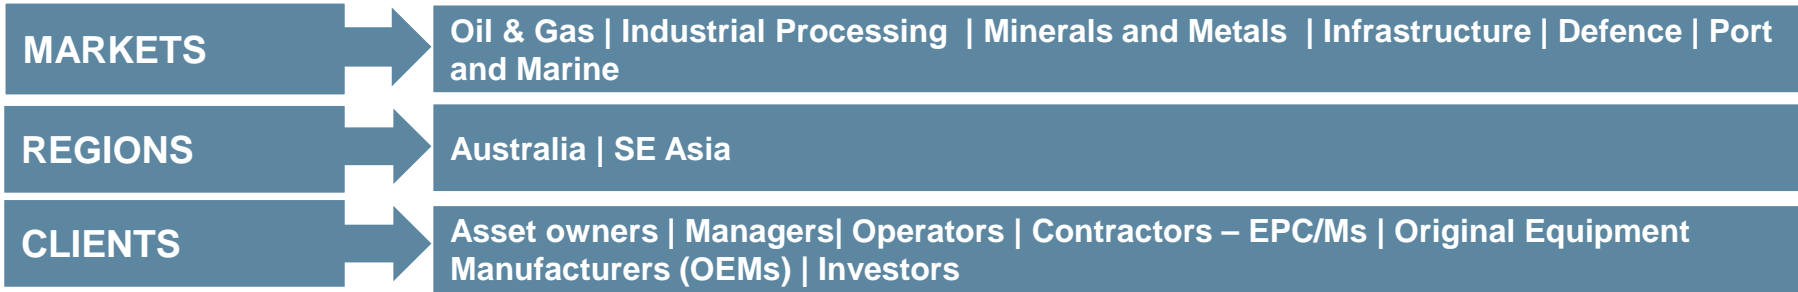 MARKETS
Oil & Gas | Industrial Processing | Minerals and Metals | Infrastructure | Defence | Port
and Marine
REGIONS
Australia | SE Asia
CLIENTS
Asset owners | Managers| Operators | Contractors – EPC/Ms | Original Equipment
Manufacturers (OEMs) | Investors